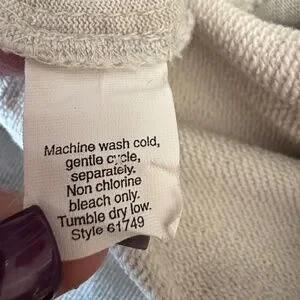 Machine wash cold,
gentle cycle,
separately.
Non chlorine
bleach only.
Tumble dry low.
Style 61749